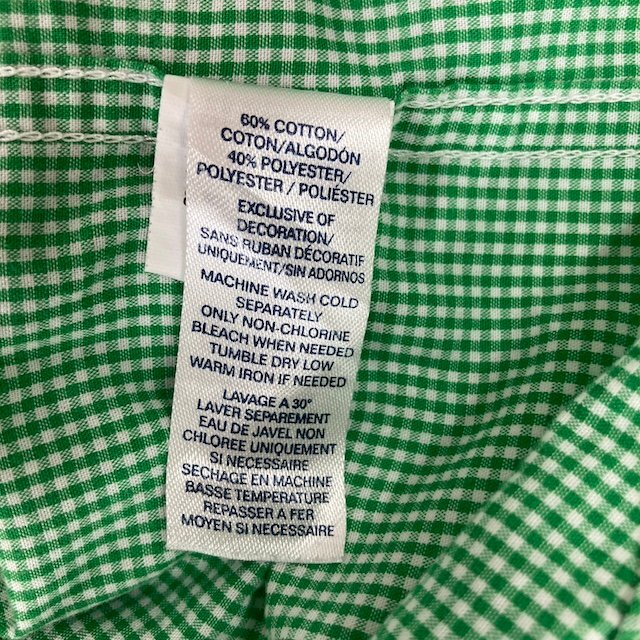 60% COTTON/
COTON/ALGODÓN
40% POLYESTER/
POLYESTER / POLIÉSTER
EXCLUSIVE OF
DECORATION/
SANS RUBAN DÉCORATIF
UNIQUEMENT/SIN ADORNOS
MACHINE WASH COLD
SEPARATELY
ONLY NON-CHLORINE
BLEACH WHEN NEEDED
TUMBLE DRY LOW
WARM IRON IF NEEDED
LAVAGE A 30°
LAVER SEPAREMENT
EAU DE JAVEL NON
CHLOREE UNIQUEMENT
SI NECESSAIRE
SECHAGE EN MACHINE
BASSE TEMPERATURE
REPASSER A FER
MOYEN SI NECESSAIRE